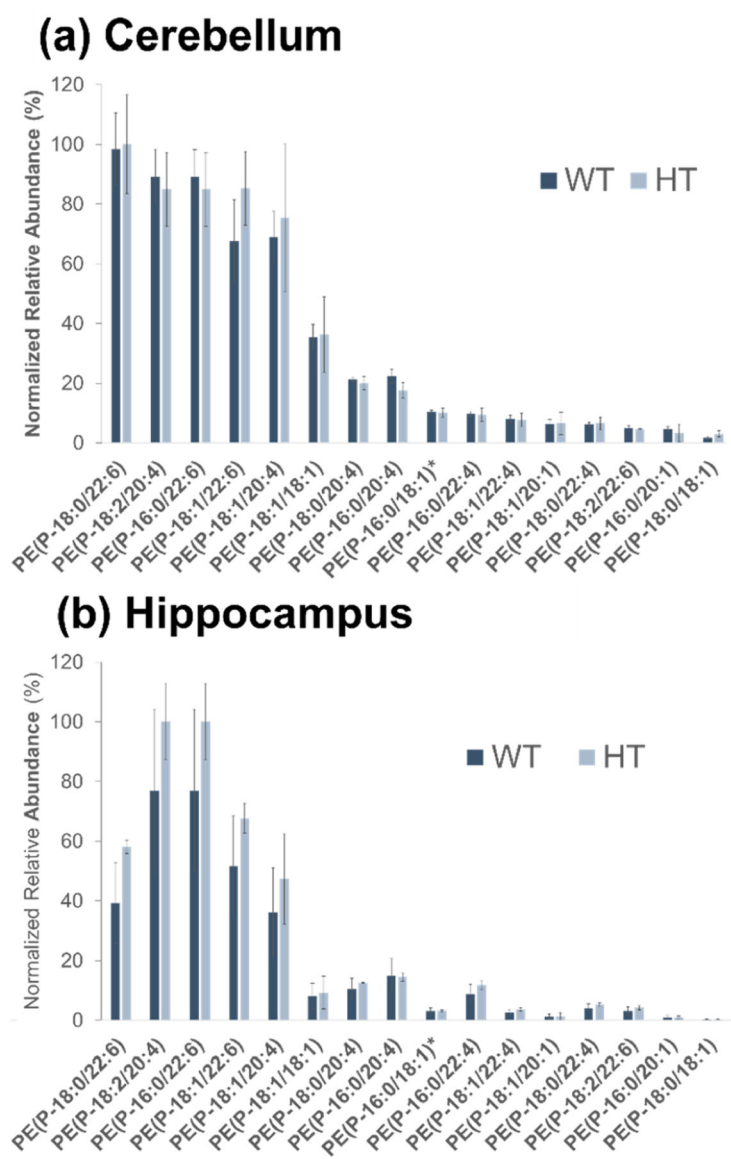 (a) Cerebellum
Normalized Relative Abundance (%)
120
100
80
60
40
20
0
WT HT
PE(P-18:0/22:6)
PE(P-18:2/20:4)
PE(P-16:0/22:6)
PE(P-18:1/22:6)
PE(P-18:1/20:4)
PE(P-18:1/18:1)
PE(P-18:0/20:4)
PE(P-16:0/20:4)
PE(P-16:0/18:1)*
PE(P-16:0/22:4)
PE(P-18:1/22:4)
PE(P-18:1/20:1)
PE(P-18:0/22:4)
PE(P-18:2/22:6)
PE(P-16:0/20:1)
PE(P-18:0/18:1)
(b) Hippocampus
Normalized Relative Abundance (%)
120
100
80
60
40
20
0
WT HT
PE(P-18:0/22:6)
PE(P-18:2/20:4)
PE(P-16:0/22:6)
PE(P-18:1/22:6)
PE(P-18:1/20:4)
PE(P-18:1/18:1)
PE(P-18:0/20:4)
PE(P-16:0/20:4)
PE(P-16:0/18:1)*
PE(P-16:0/22:4)
PE(P-18:1/22:4)
PE(P-18:1/20:1)
PE(P-18:0/22:4)
PE(P-18:2/22:6)
PE(P-16:0/20:1)
PE(P-18:0/18:1)